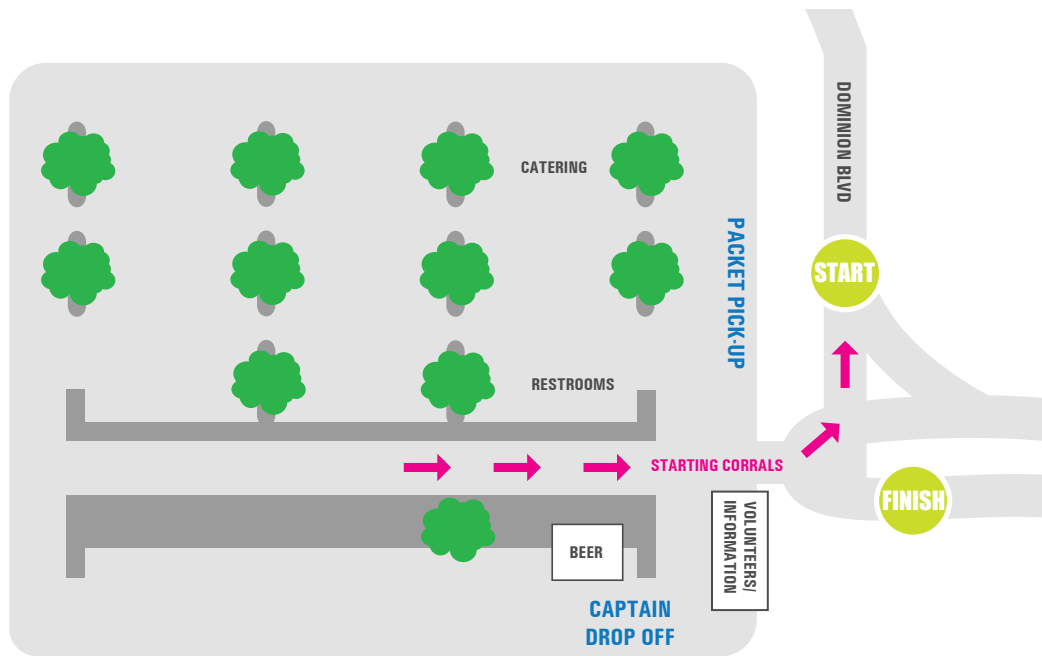 DOMINION BLVD
CATERING
PACKET PICK-UP
START
RESTROOMS
STARTING CORRALS
FINISH
VOLUNTEERS/
INFORMATION
BEER
CAPTAIN
DROP OFF